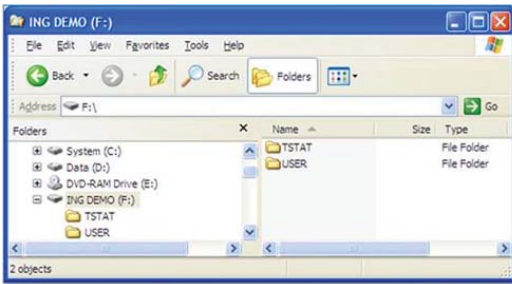 ING DEMO (F:)
File Edit View Favorites Tools Help
Back Search Folders
Address F:\ Go
Folders x Name Size Type
System (C:)
Data (D:)
DVD-RAM Drive (E:)
ING DEMO (F:)
TSTAT
USER
TSTAT File Folder
USER File Folder
2 objects